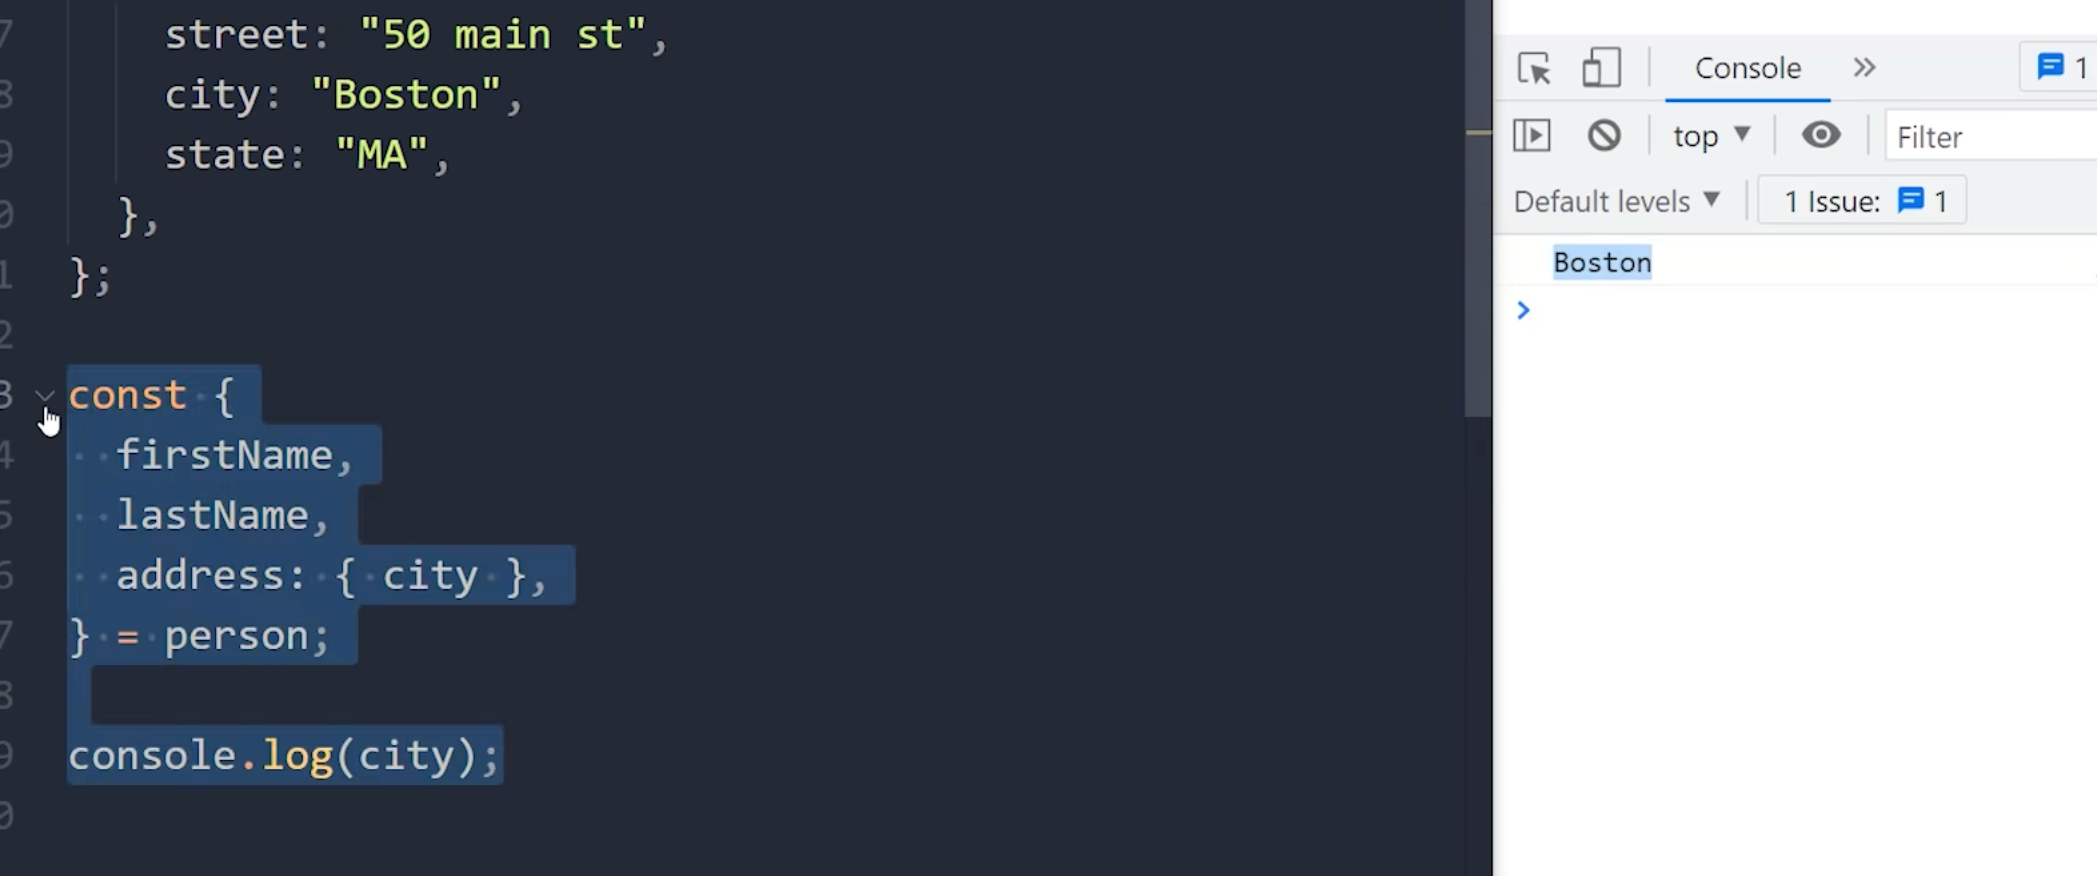 7 street: "50 main st",
8 city: "Boston",
9 state: "MA",
0 },
1 };
2
3 const {
4 firstName,
5 lastName,
6 address: { city },
7 } = person;
8
9 console.log(city);
0
Console 1
top Filter
Default levels 1 Issue: 1
Boston